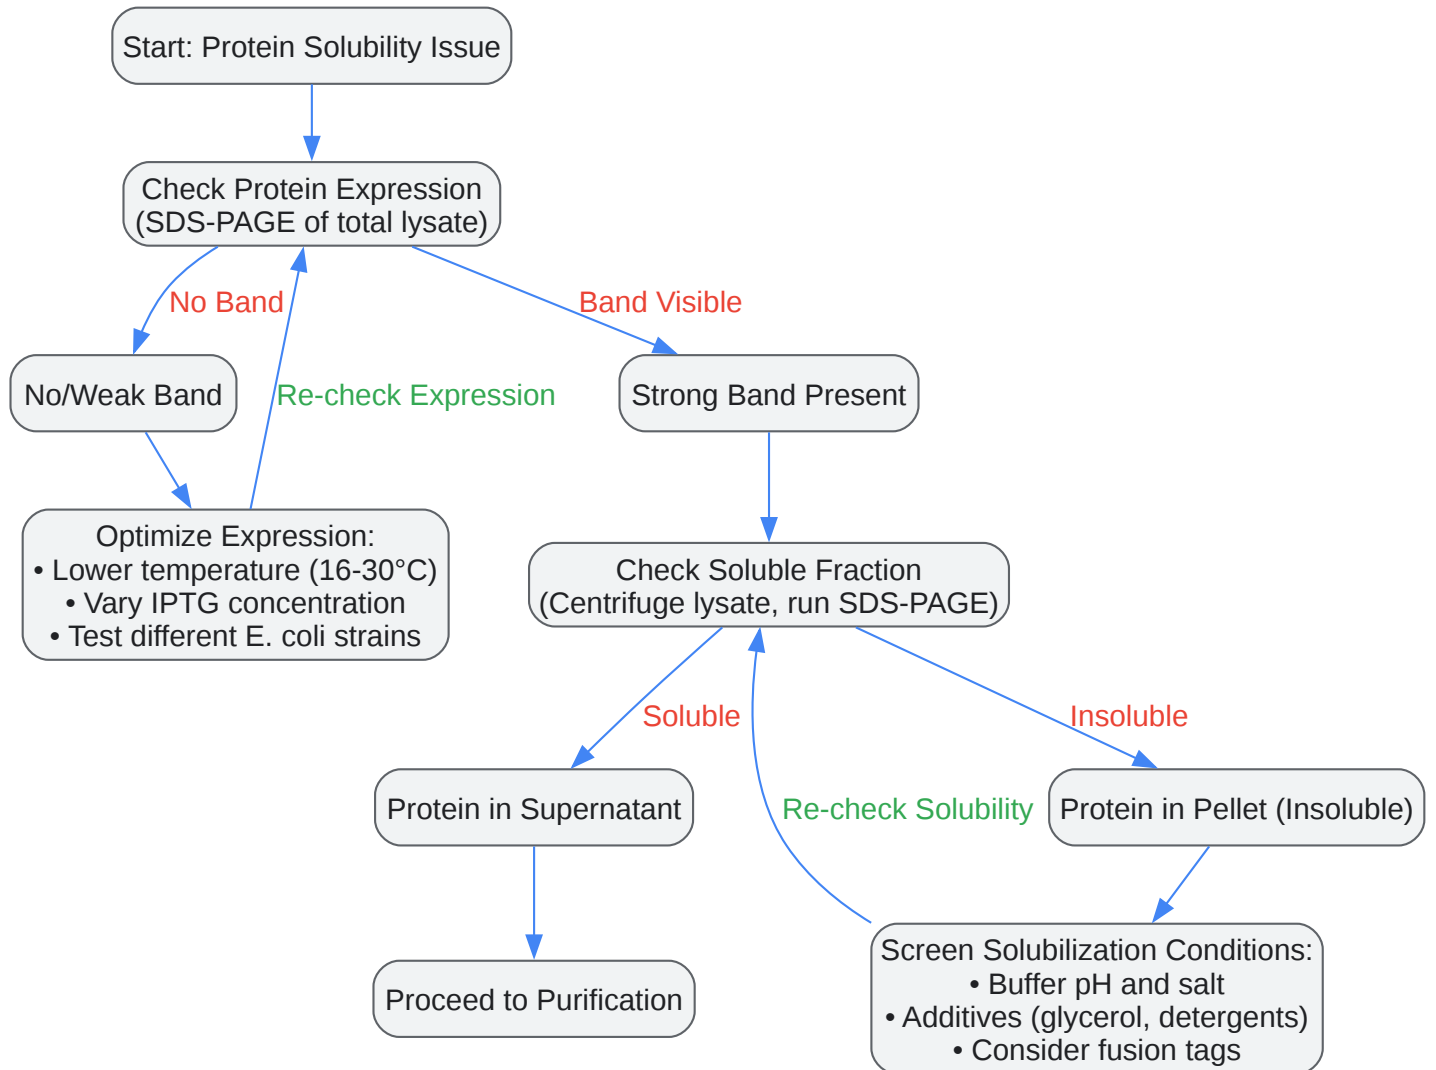 Start: Protein Solubility Issue
Check Protein Expression
(SDS-PAGE of total lysate)
No Band
Band Visible
No/Weak Band
Re-check Expression
Strong Band Present
Optimize Expression:
• Lower temperature (16-30°C)
• Vary IPTG concentration
• Test different E. coli strains
Check Soluble Fraction
(Centrifuge lysate, run SDS-PAGE)
Soluble
Insoluble
Protein in Supernatant
Re-check Solubility
Protein in Pellet (Insoluble)
Proceed to Purification
Screen Solubilization Conditions:
• Buffer pH and salt
• Additives (glycerol, detergents)
• Consider fusion tags